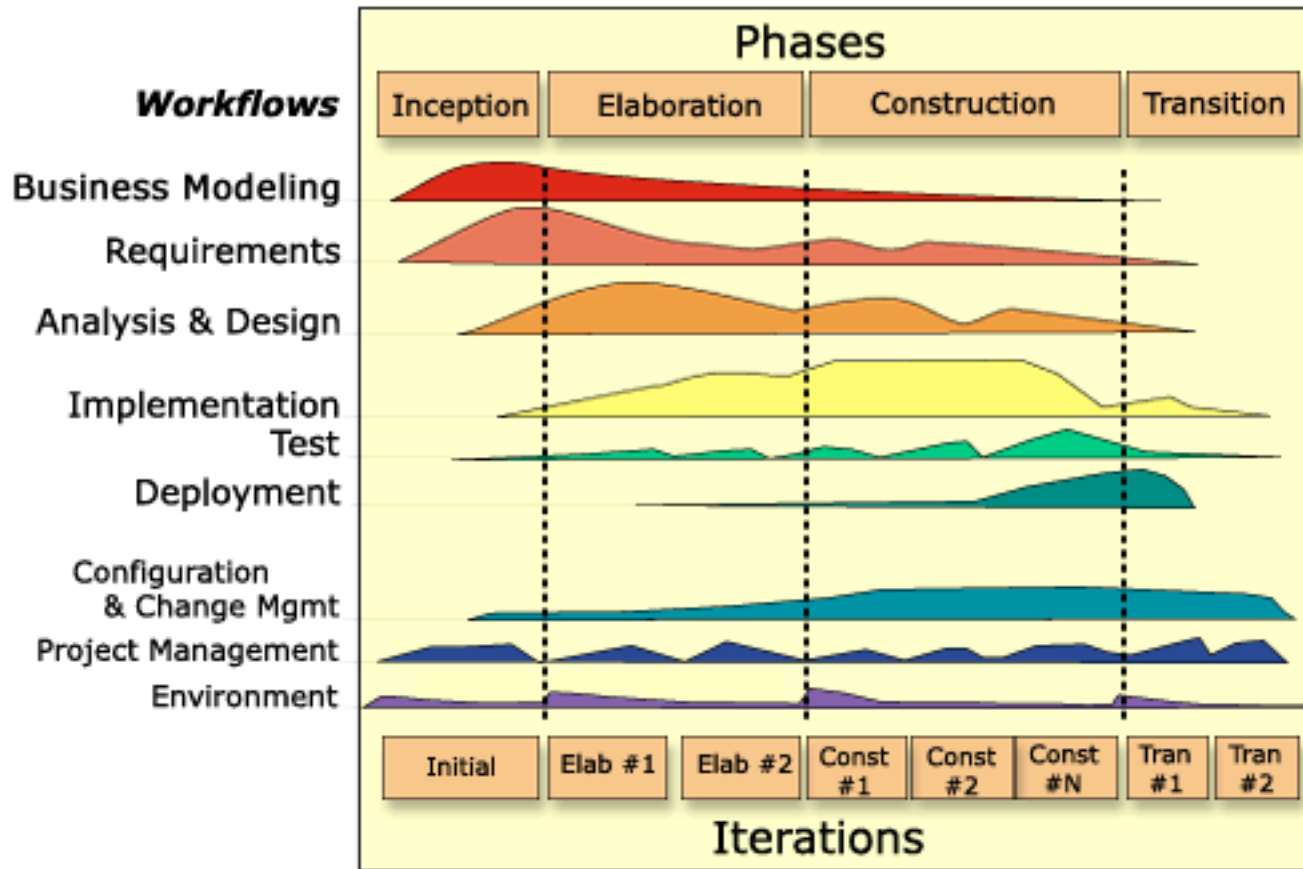 Phases
Workflows
Inception
Elaboration
Construction
Transition
Business Modeling
Requirements
Analysis & Design
Implementation
Test
Deployment
Configuration
& Change Mgmt
Project Management
Environment
Initial
Elab #1
Elab #2
Const
#1
Const
#2
Const
#N
Tran
#1
Tran
#2
Iterations